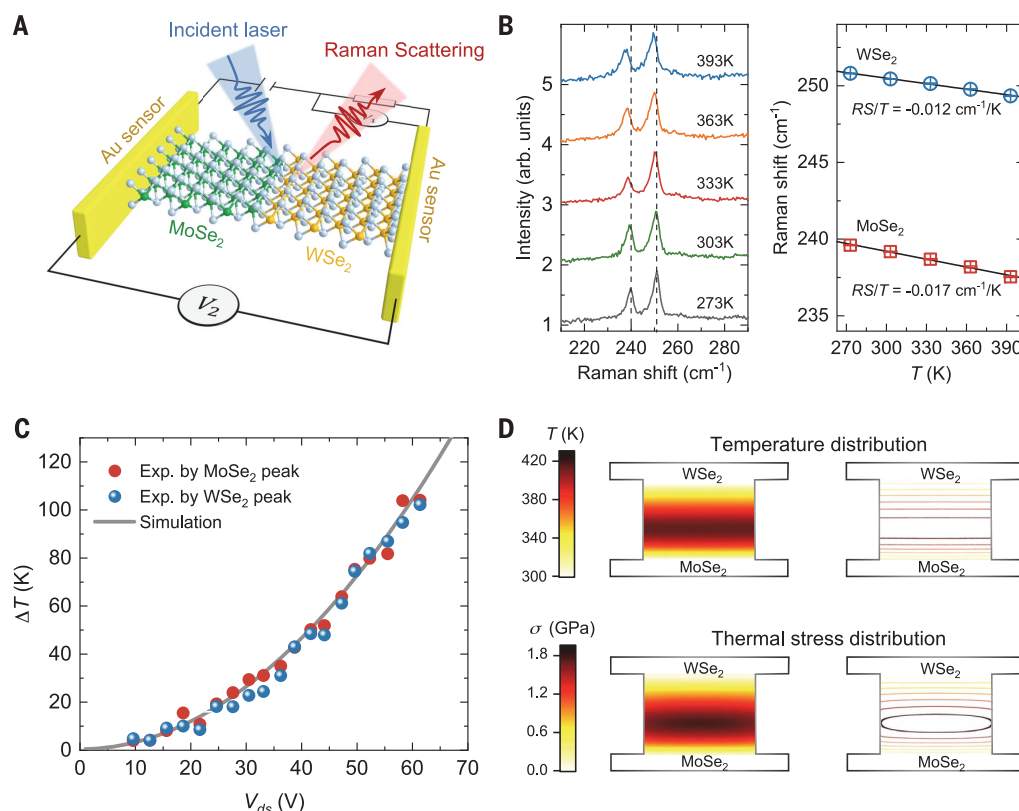 A
Incident laser
Raman Scattering
Au sensor
Au sensor
MoSe2
WSe2
V2
B
Intensity (arb. units)
5
4
3
2
1
393K
363K
333K
303K
273K
220 240 260 280
Raman shift (cm-1)
Raman shift (cm-1)
250
245
240
235
WSe2
RS/T = -0.012 cm-1/K
MoSe2
RS/T = -0.017 cm-1/K
270 300 330 360 390
T (K)
C
ΔT (K)
120
100
80
60
40
20
0
Exp. by MoSe2 peak
Exp. by WSe2 peak
Simulation
0 10 20 30 40 50 60 70
Vds (V)
D
T (K)
420
380
340
300
Temperature distribution
WSe2
WSe2
MoSe2
MoSe2
σ (GPa)
1.8
1.2
0.6
0.0
Thermal stress distribution
WSe2
WSe2
MoSe2
MoSe2